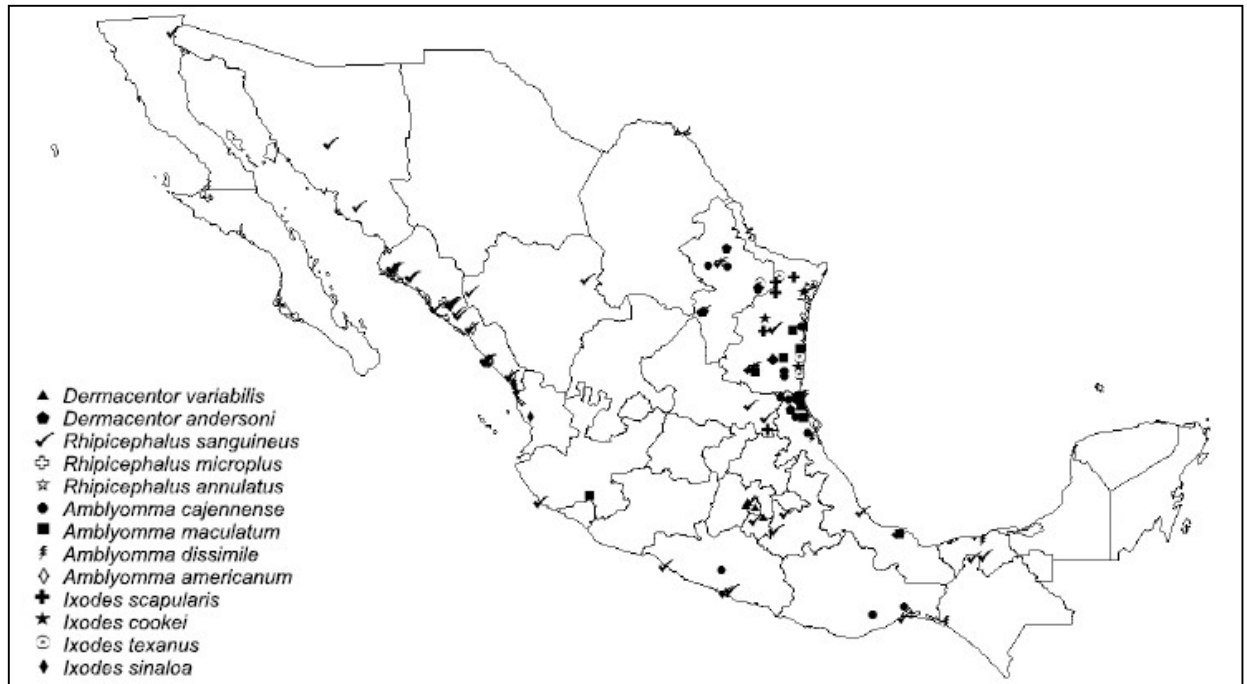 Dermacentor variabilis
Dermacentor andersoni
Rhipicephalus sanguineus
Rhipicephalus microplus
Rhipicephalus annulatus
Amblyomma cajennense
Amblyomma maculatum
Amblyomma dissimile
Amblyomma americanum
Ixodes scapularis
Ixodes cookei
Ixodes texanus
Ixodes sinaloa